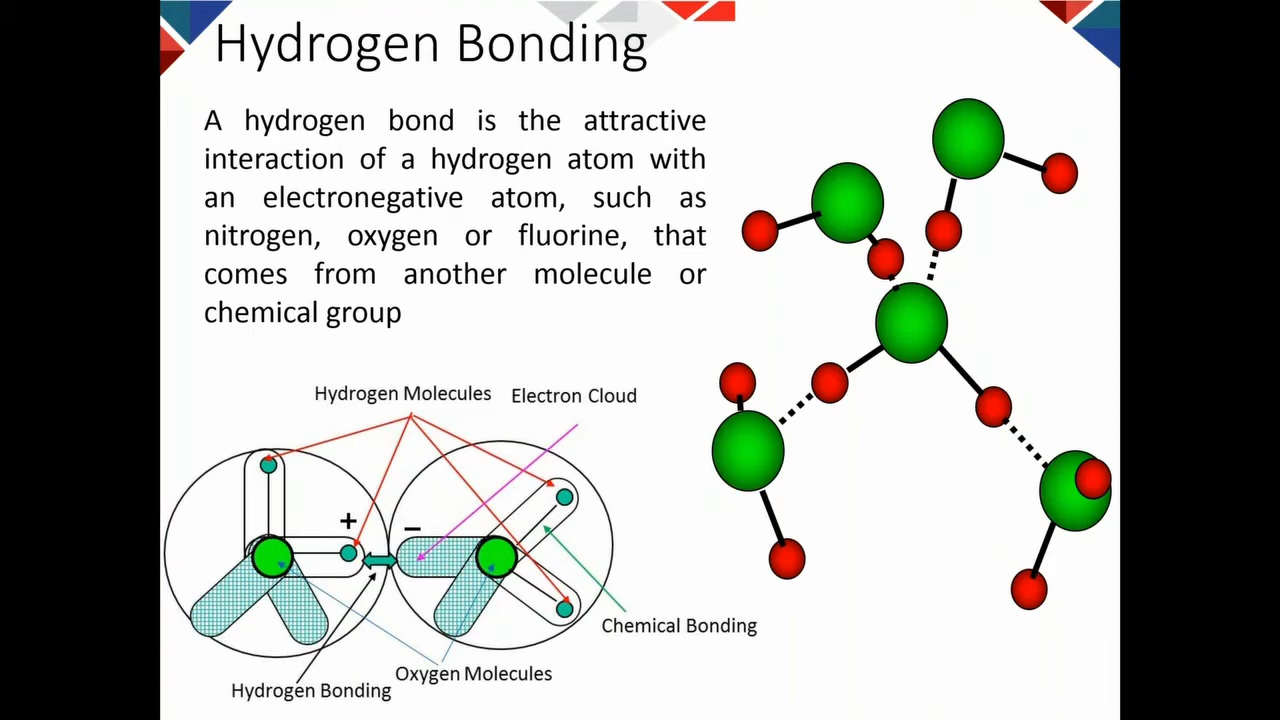 Hydrogen Bonding
A hydrogen bond is the attractive
interaction of a hydrogen atom with
an electronegative atom, such as
nitrogen, oxygen or fluorine, that
comes from another molecule or
chemical group
Hydrogen Molecules
Electron Cloud
+
−
Chemical Bonding
Oxygen Molecules
Hydrogen Bonding